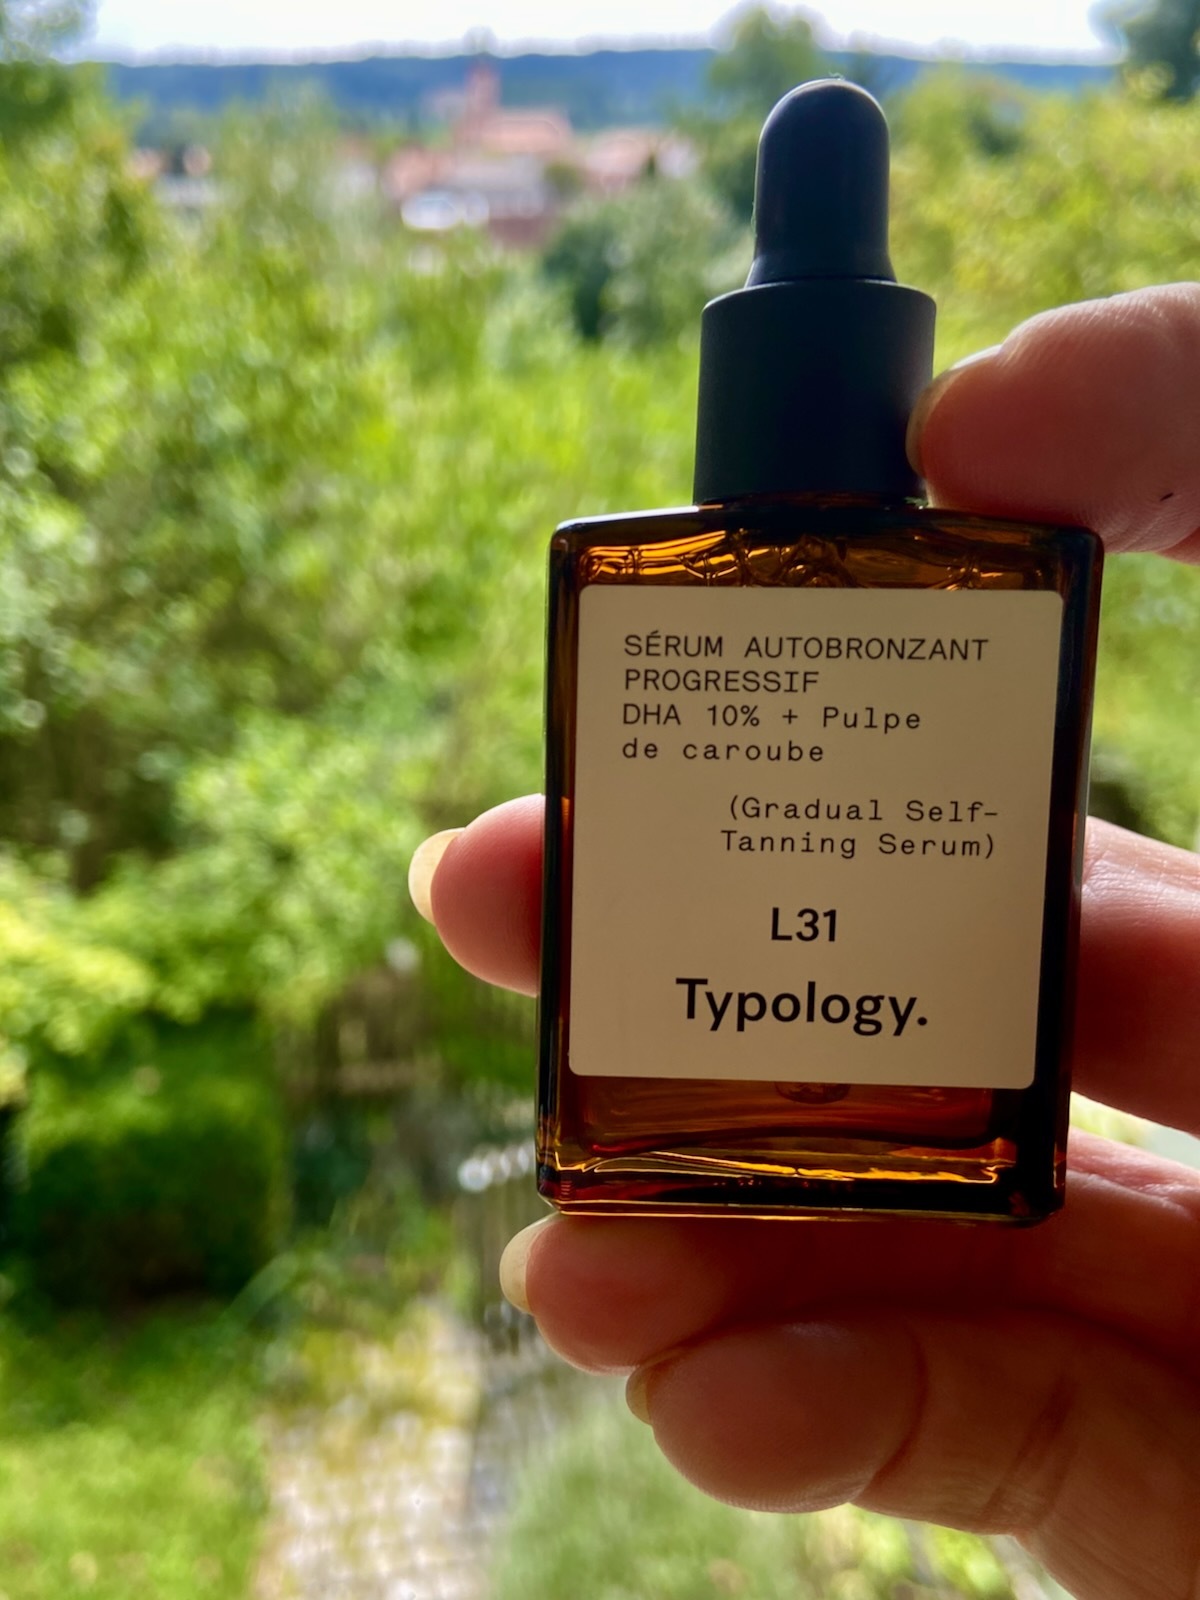 SÉRUM AUTOBRONZANT
PROGRESSIF
DHA 10% + Pulpe
de caroube
(Gradual Self-
Tanning Serum)
L31
Typology.